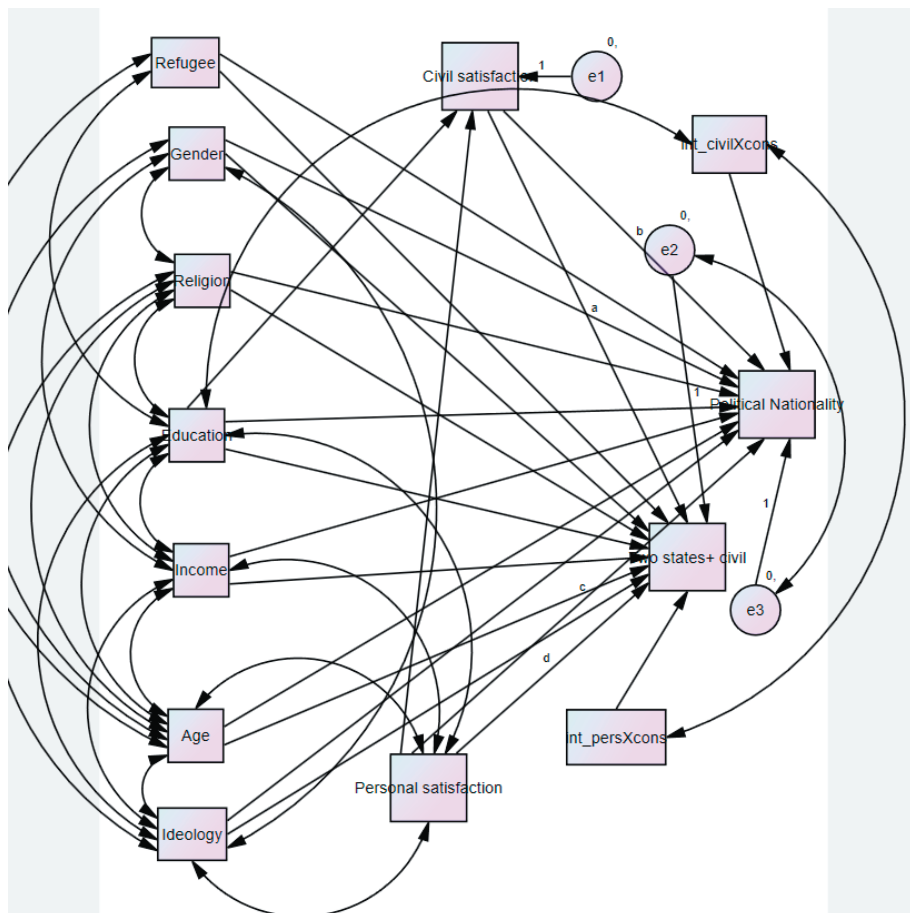 Refugee
0,
Civil satisfaction
1
e1
Gender
int_civilXcons
0,
b
e2
Religion
a
1
Political Nationality
Education
1
Two states+ civil
Income
0,
c
e3
d
Age
int_persXcons
Personal satisfaction
Ideology